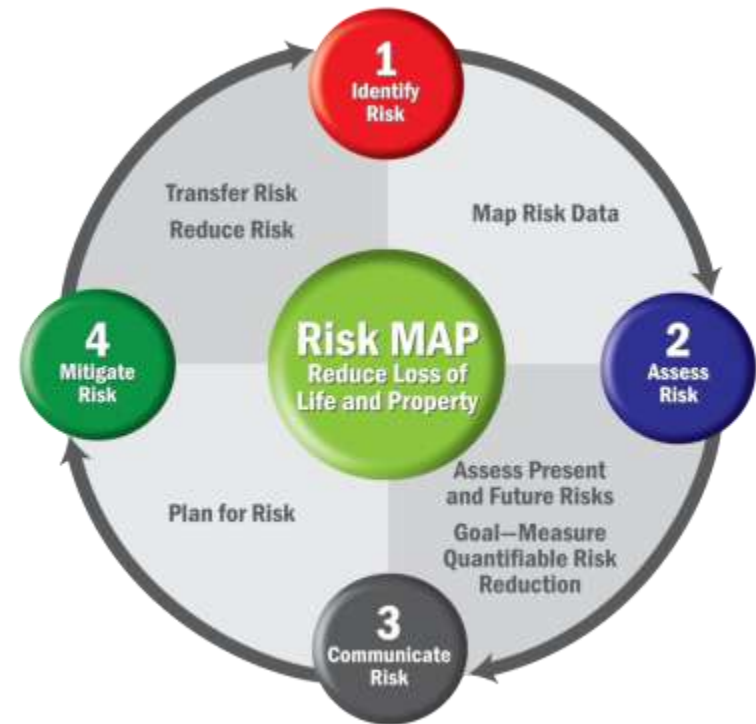 1
Identify
Risk
Transfer Risk
Reduce Risk
Map Risk Data
4
Mitigate
Risk
Risk MAP
Reduce Loss of
Life and Property
2
Assess
Risk
Plan for Risk
Assess Present
and Future Risks
Goal—Measure
Quantifiable Risk
Reduction
3
Communicate
Risk